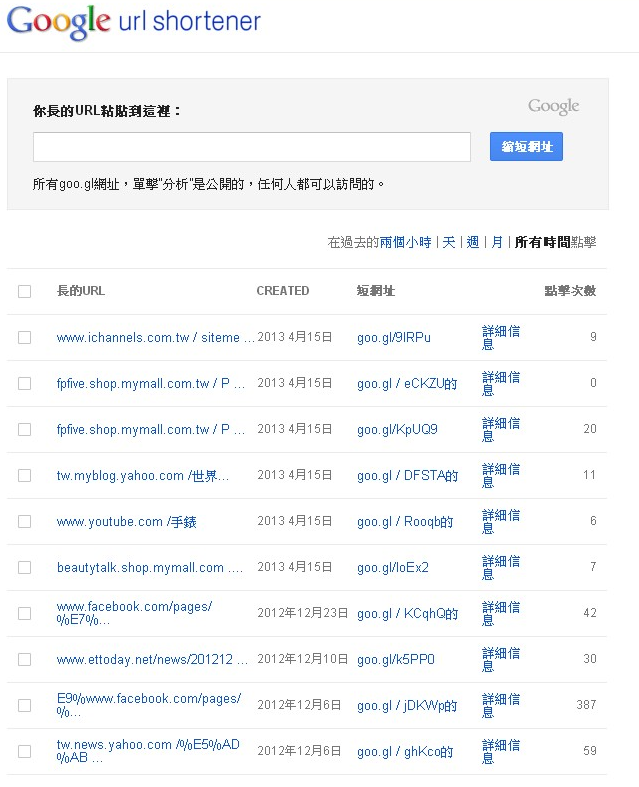 Google url shortener
你長的URL粘貼到這裡：
Google
縮短網址
所有goo.gl網址，單擊"分析"是公開的，任何人都可以訪問的。
在過去的兩個小時 | 天 | 週 | 月 | 所有時間點擊
長的URL CREATED 短網址 點擊次數
www.ichannels.com.tw / siteme ... 2013 4月15日 goo.gl/9IRPu 詳細信息 9
fpfive.shop.mymall.com.tw / P ... 2013 4月15日 goo.gl / eCKZU的 詳細信息 0
fpfive.shop.mymall.com.tw / P ... 2013 4月15日 goo.gl/KpUQ9 詳細信息 20
tw.myblog.yahoo.com /世界... 2013 4月15日 goo.gl / DFSTA的 詳細信息 11
www.youtube.com /手錶 2013 4月15日 goo.gl / Rooqb的 詳細信息 6
beautytalk.shop.mymall.com .... 2013 4月15日 goo.gl/IoEx2 詳細信息 7
www.facebook.com/pages/%E7%... 2012年12月23日 goo.gl / KCqhQ的 詳細信息 42
www.ettoday.net/news/201212 ... 2012年12月10日 goo.gl/k5PP0 詳細信息 30
E9%www.facebook.com/pages/%... 2012年12月6日 goo.gl / jDKWp的 詳細信息 387
tw.news.yahoo.com /%E5%AD%AB ... 2012年12月6日 goo.gl / ghKco的 詳細信息 59